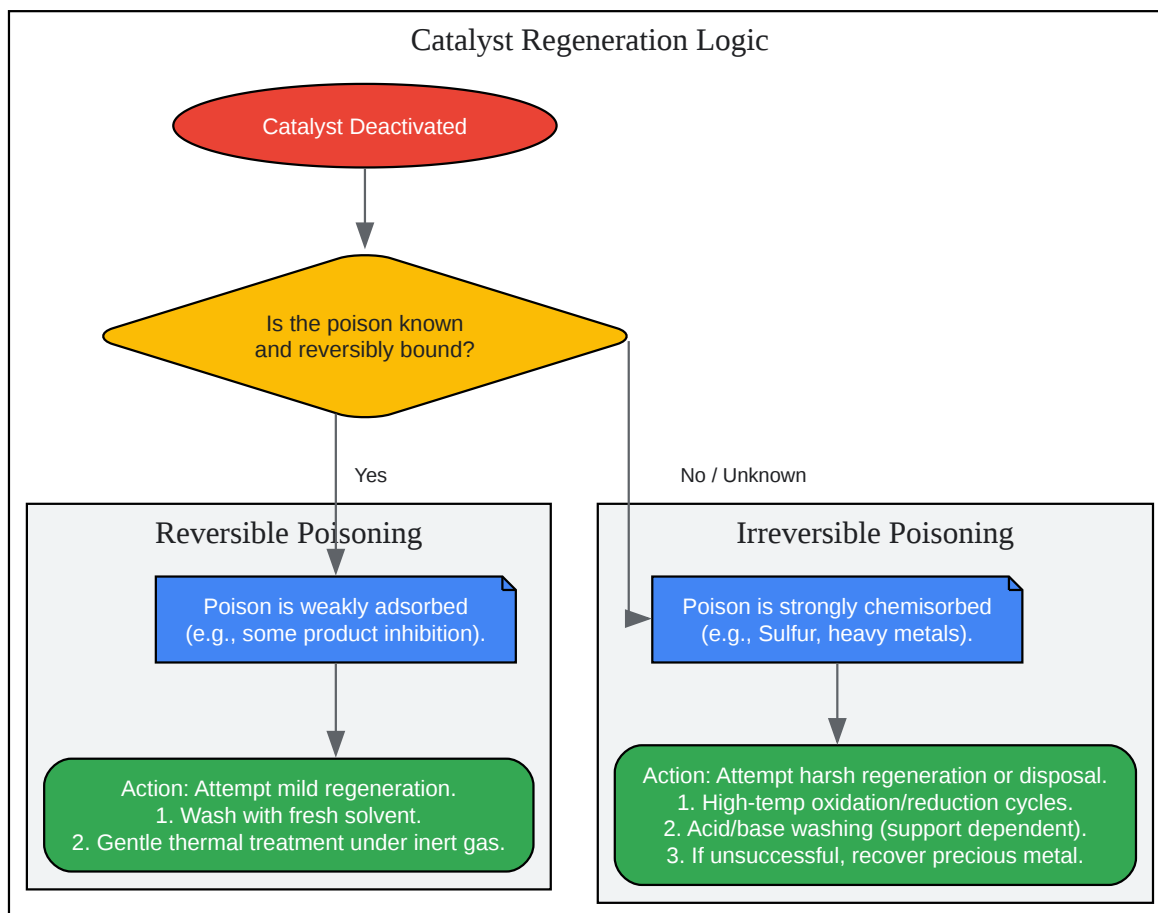 Catalyst Regeneration Logic
Catalyst Deactivated
Is the poison known
and reversibly bound?
Yes
No / Unknown
Reversible Poisoning
Poison is weakly adsorbed
(e.g., some product inhibition).
Action: Attempt mild regeneration.
1. Wash with fresh solvent.
2. Gentle thermal treatment under inert gas.
Irreversible Poisoning
Poison is strongly chemisorbed
(e.g., Sulfur, heavy metals).
Action: Attempt harsh regeneration or disposal.
1. High-temp oxidation/reduction cycles.
2. Acid/base washing (support dependent).
3. If unsuccessful, recover precious metal.